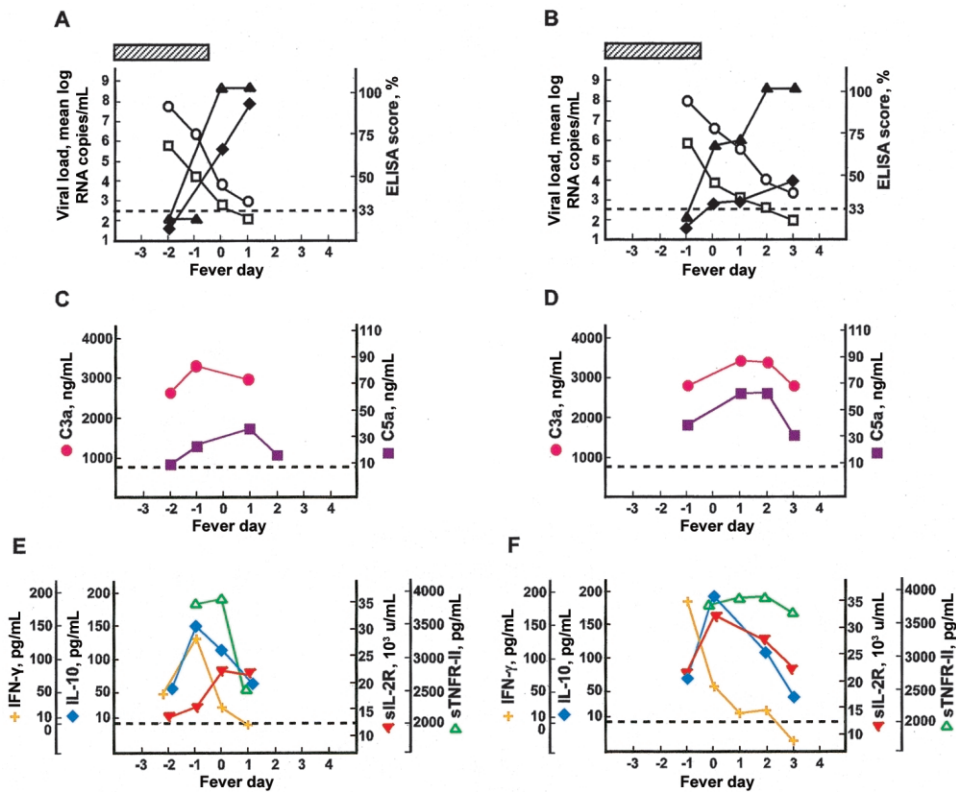 A
Viral load, mean log
RNA copies/mL
9
8
7
6
5
4
3
2
1
100
75
50
33
ELISA score, %
-3 -2 -1 0 1 2 3 4
Fever day
B
Viral load, mean log
RNA copies/mL
9
8
7
6
5
4
3
2
1
100
75
50
33
ELISA score, %
-3 -2 -1 0 1 2 3 4
Fever day
C
C3a, ng/mL
4000
3000
2000
1000
110
90
70
50
30
10
C5a, ng/mL
-3 -2 -1 0 1 2 3 4
Fever day
D
C3a, ng/mL
4000
3000
2000
1000
110
90
70
50
30
10
C5a, ng/mL
-3 -2 -1 0 1 2 3 4
Fever day
E
IFN-γ, pg/mL
200
150
100
50
10
0
IL-10, pg/mL
200
150
100
50
10
35
30
25
20
15
10
sIL-2R, 10³ u/mL
4000
3500
3000
2500
2000
sTNFR-II, pg/mL
-3 -2 -1 0 1 2 3 4
Fever day
F
IFN-γ, pg/mL
200
150
100
50
10
0
IL-10, pg/mL
200
150
100
50
10
35
30
25
20
15
10
sIL-2R, 10³ u/mL
4000
3500
3000
2500
2000
sTNFR-II, pg/mL
-3 -2 -1 0 1 2 3 4
Fever day